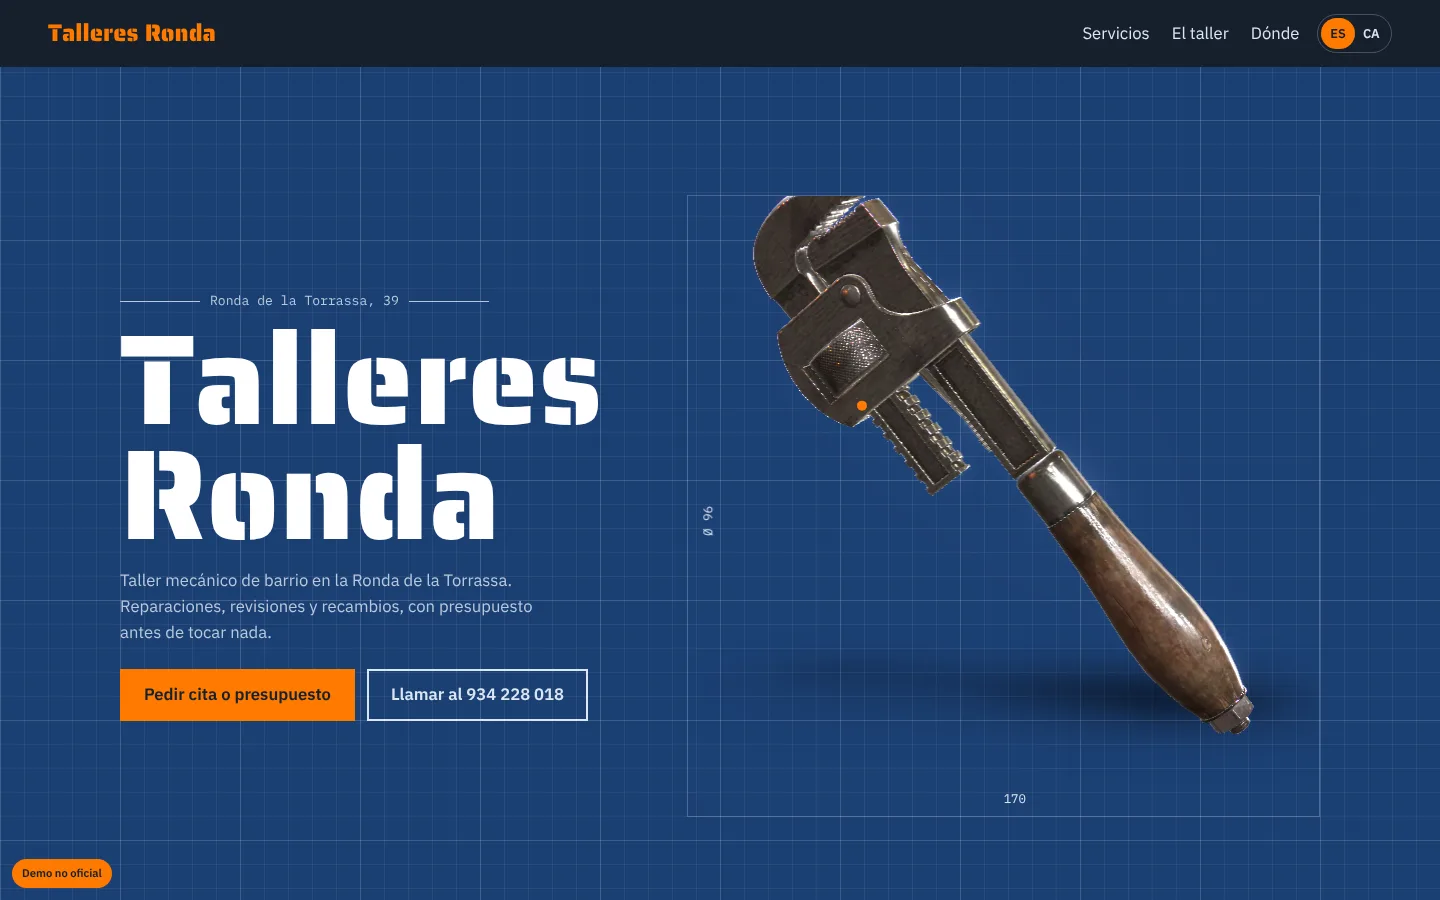 Talleres Ronda
Servicios El taller Dónde ES CA
Ronda de la Torrassa, 39
Talleres
Ronda
Taller mecánico de barrio en la Ronda de la Torrassa.
Reparaciones, revisiones y recambios, con presupuesto
antes de tocar nada.
Pedir cita o presupuesto
Llamar al 934 228 018
Ø 96
170
Demo no oficial